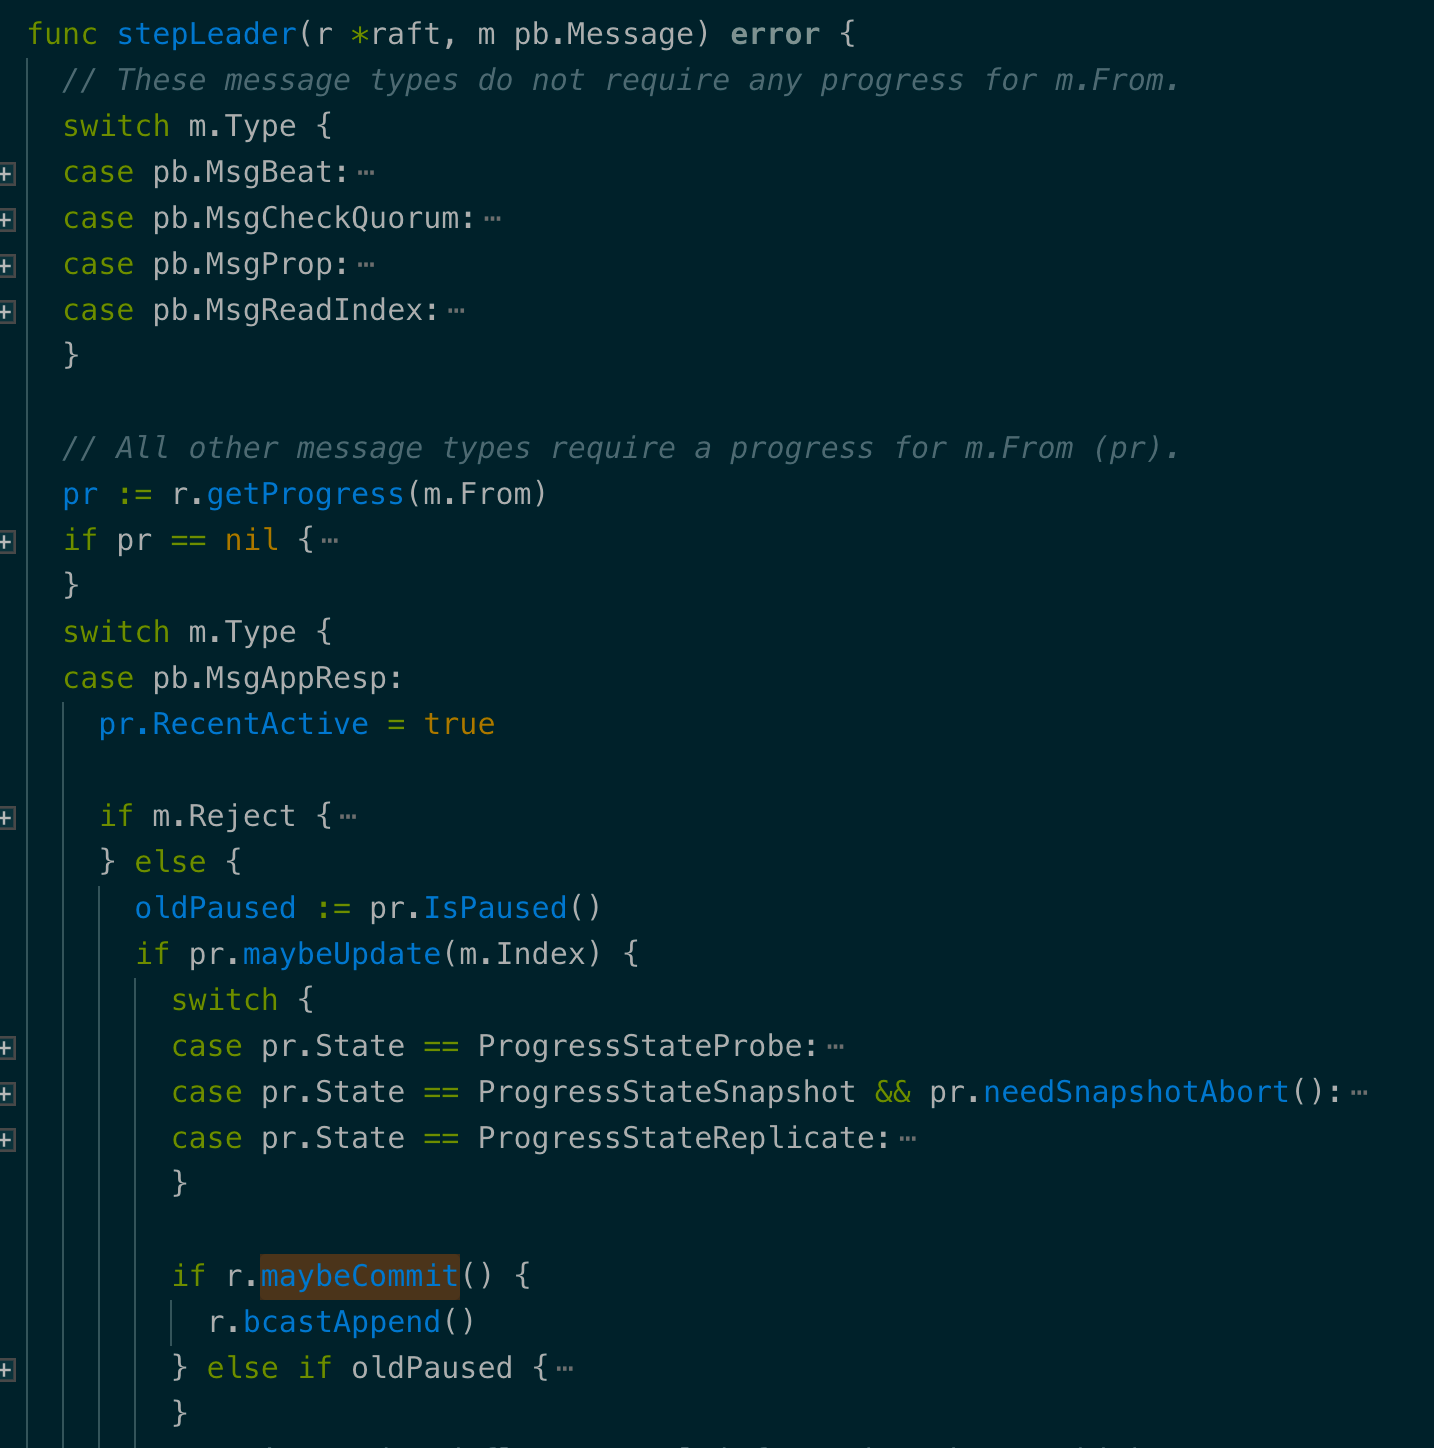 func stepLeader(r *raft, m pb.Message) error {
// These message types do not require any progress for m.From.
switch m.Type {
case pb.MsgBeat:⋯
case pb.MsgCheckQuorum:⋯
case pb.MsgProp:⋯
case pb.MsgReadIndex:⋯
}
// All other message types require a progress for m.From (pr).
pr := r.getProgress(m.From)
if pr == nil {⋯
}
switch m.Type {
case pb.MsgAppResp:
pr.RecentActive = true
if m.Reject {⋯
} else {
oldPaused := pr.IsPaused()
if pr.maybeUpdate(m.Index) {
switch {
case pr.State == ProgressStateProbe:⋯
case pr.State == ProgressStateSnapshot && pr.needSnapshotAbort():⋯
case pr.State == ProgressStateReplicate:⋯
}
if r.maybeCommit() {
r.bcastAppend()
} else if oldPaused {⋯
}